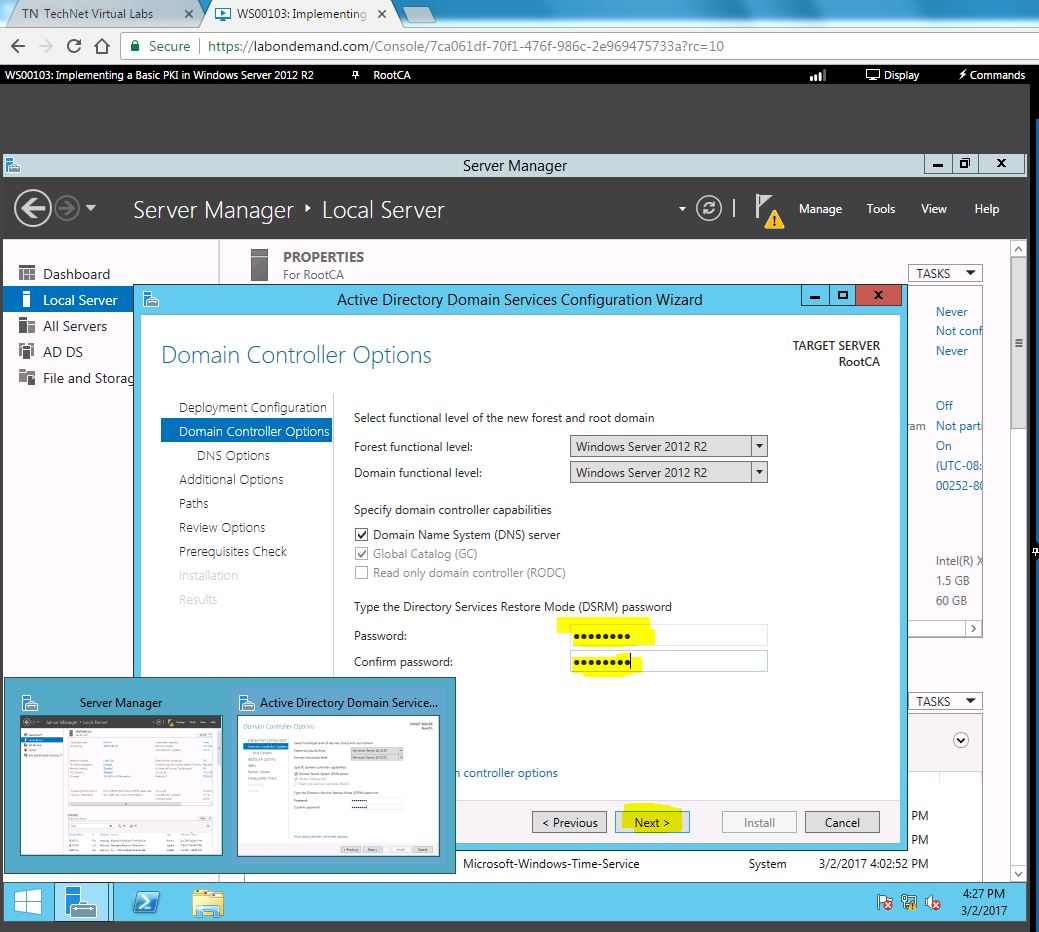 TN TechNet Virtual Labs
WS00103: Implementing
Secure
https://labondemand.com/Console/7ca061df-70f1-476f-986c-2e969475733a?rc=10
WS00103: Implementing a Basic PKI in Windows Server 2012 R2
RootCA
Display
Commands
Server Manager
Server Manager
Local Server
Manage
Tools
View
Help
Dashboard
Local Server
All Servers
AD DS
File and Storag
PROPERTIES
For RootCA
TASKS
Never
Not conf
Never
Off
Not parti
On
(UTC-08:
00252-80
Intel(R) X
1.5 GB
60 GB
Active Directory Domain Services Configuration Wizard
Domain Controller Options
TARGET SERVER
RootCA
Deployment Configuration
Domain Controller Options
DNS Options
Additional Options
Paths
Review Options
Prerequisites Check
Installation
Results
Select functional level of the new forest and root domain
Forest functional level:
Windows Server 2012 R2
Domain functional level:
Windows Server 2012 R2
Specify domain controller capabilities
Domain Name System (DNS) server
Global Catalog (GC)
Read only domain controller (RODC)
Type the Directory Services Restore Mode (DSRM) password
Password:
●●●●●●●●
Confirm password:
●●●●●●●●
controller options
< Previous
Next >
Install
Cancel
Server Manager
Active Directory Domain Service...
Domain Controller Options
TASKS
PM
PM
Microsoft-Windows-Time-Service
System
3/2/2017 4:02:52 PM
4:27 PM
3/2/2017